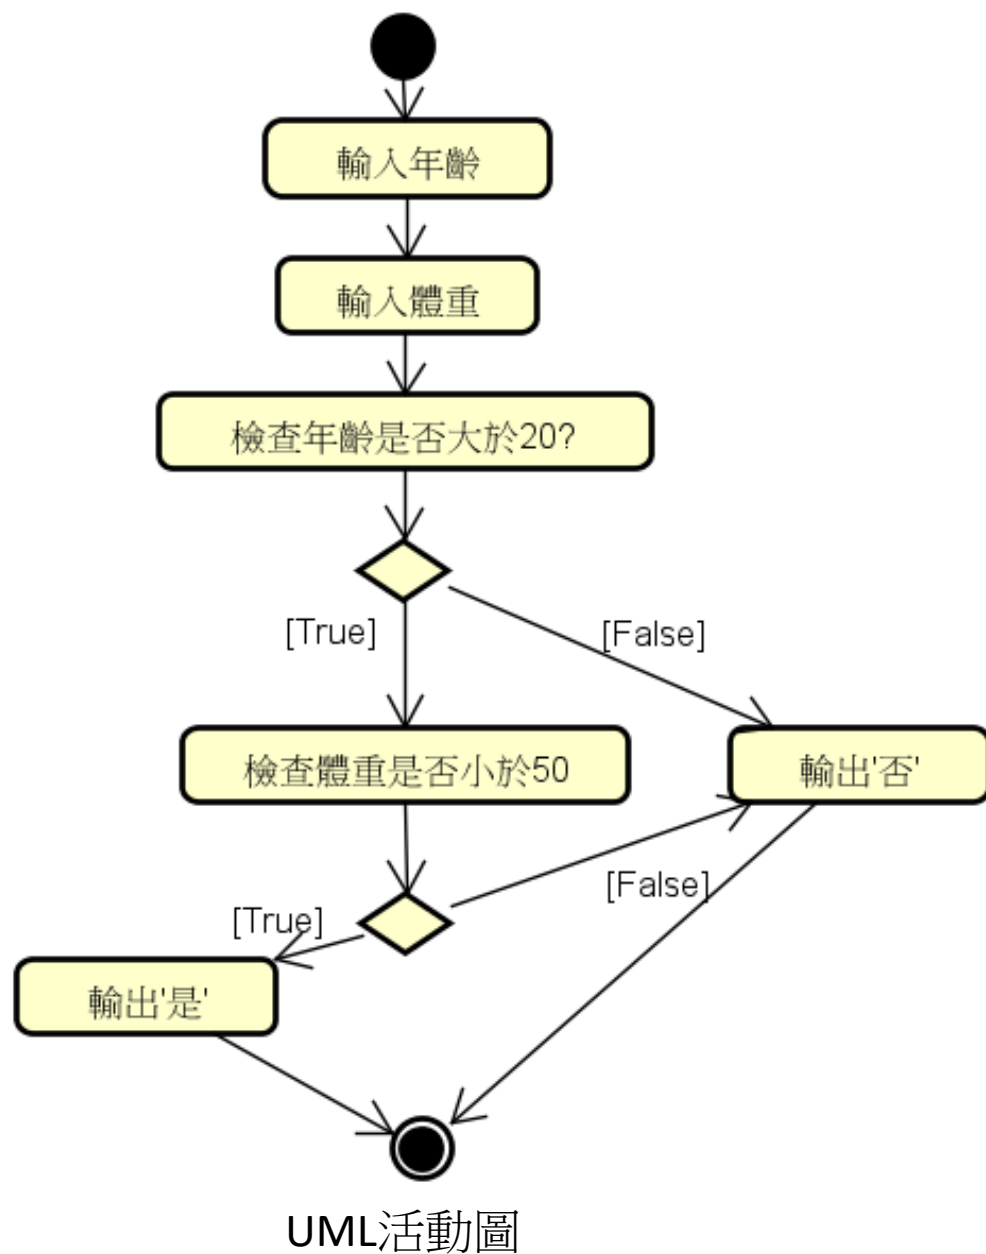 輸入年齡
輸入體重
檢查年齡是否大於20?
[True]
[False]
檢查體重是否小於50
輸出'否'
[True]
[False]
輸出'是'
UML活動圖